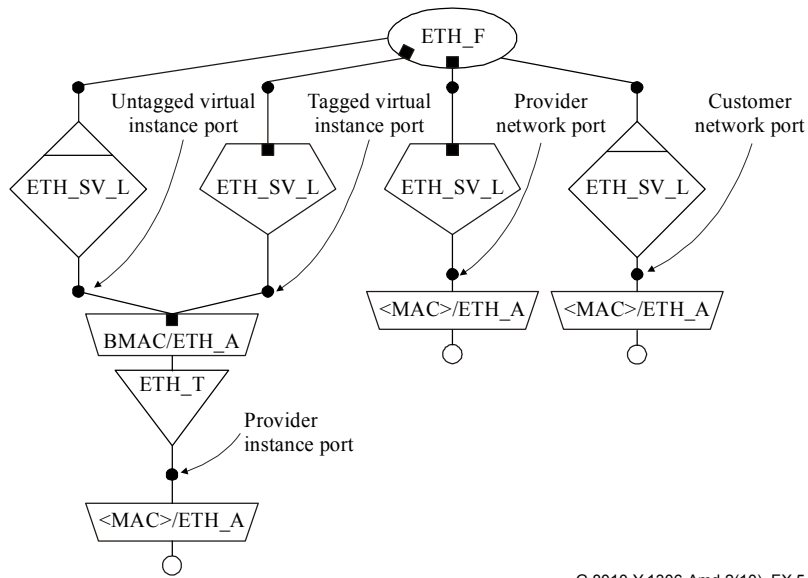 ETH_F
Untagged virtual
instance port
Tagged virtual
instance port
Provider
network port
Customer
network port
ETH_SV_L
ETH_SV_L
ETH_SV_L
ETH_SV_L
<MAC>/ETH_A
<MAC>/ETH_A
BMAC/ETH_A
ETH_T
Provider
instance port
<MAC>/ETH_A